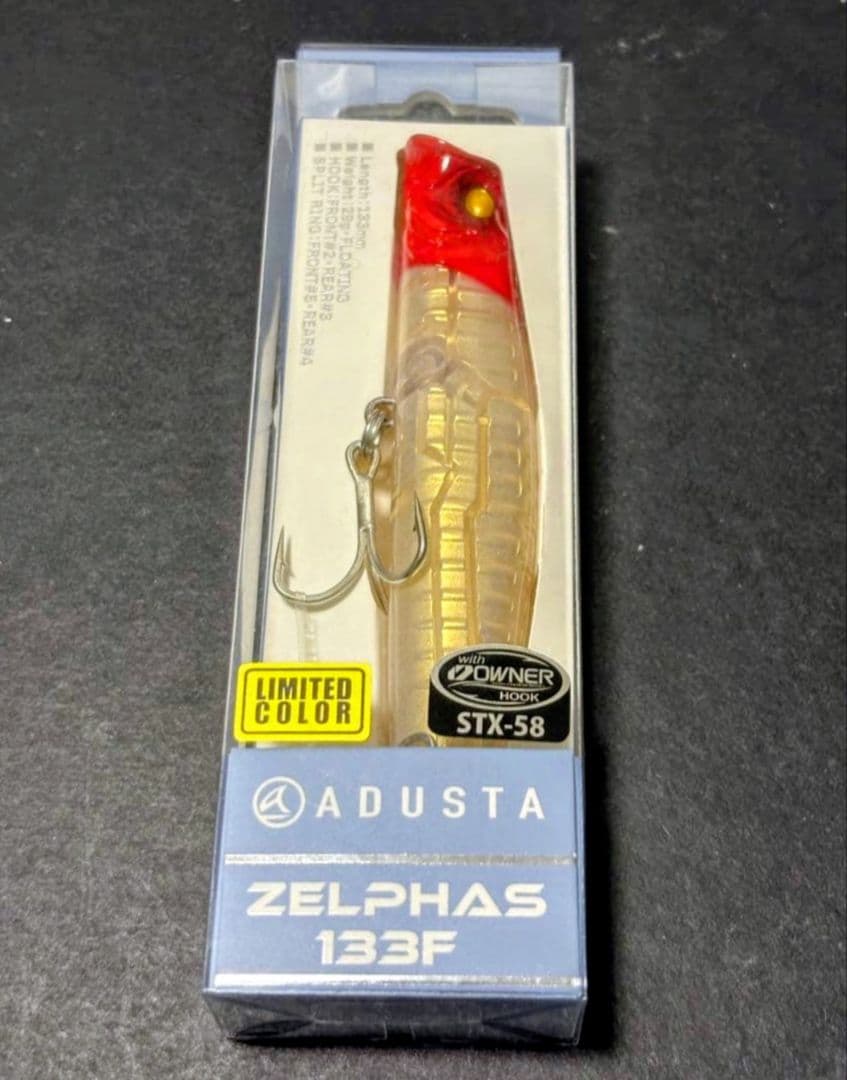 ■ Length:133mm
■ Weight:29g・FLOATING
■ HOOK:FRONT#2・REAR#3
■ SPLIT RING:FRONT#5・REAR#4
LIMITED
COLOR
with
OWNER
HOOK
STX-58
ADUSTA
ZELPHAS
133F